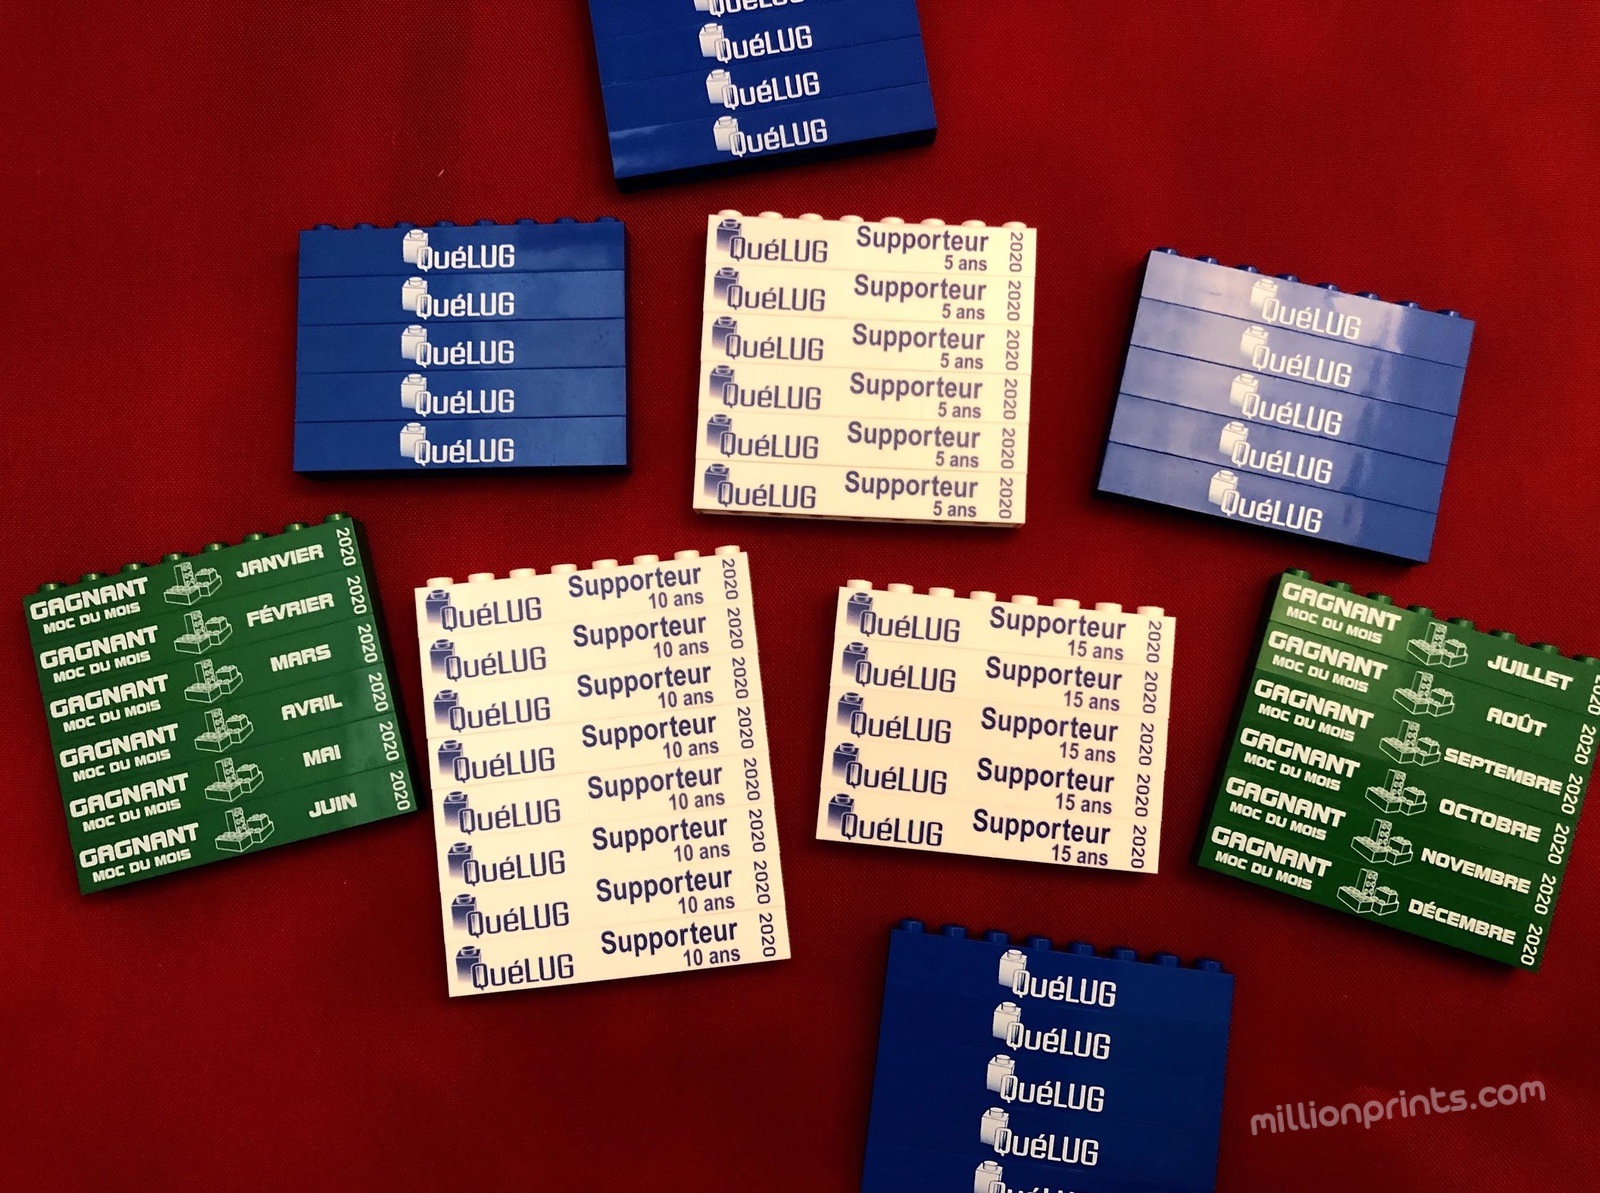 QuéLUG
QuéLUG
QuéLUG
QuéLUG
QuéLUG
QuéLUG
QuéLUG
QuéLUG
QuéLUG
QuéLUG Supporteur 5 ans 2020
QuéLUG Supporteur 5 ans 2020
QuéLUG Supporteur 5 ans 2020
QuéLUG Supporteur 5 ans 2020
QuéLUG Supporteur 5 ans 2020
QuéLUG Supporteur 5 ans 2020
QuéLUG
QuéLUG
QuéLUG
QuéLUG
QuéLUG
GAGNANT MOC DU MOIS JANVIER 2020
GAGNANT MOC DU MOIS FÉVRIER 2020
GAGNANT MOC DU MOIS MARS 2020
GAGNANT MOC DU MOIS AVRIL 2020
GAGNANT MOC DU MOIS MAI 2020
GAGNANT MOC DU MOIS JUIN 2020
QuéLUG Supporteur 10 ans 2020
QuéLUG Supporteur 10 ans 2020
QuéLUG Supporteur 10 ans 2020
QuéLUG Supporteur 10 ans 2020
QuéLUG Supporteur 10 ans 2020
QuéLUG Supporteur 10 ans 2020
QuéLUG Supporteur 10 ans 2020
QuéLUG Supporteur 10 ans 2020
QuéLUG Supporteur 15 ans 2020
QuéLUG Supporteur 15 ans 2020
QuéLUG Supporteur 15 ans 2020
QuéLUG Supporteur 15 ans 2020
QuéLUG Supporteur 15 ans 2020
GAGNANT MOC DU MOIS JUILLET 2020
GAGNANT MOC DU MOIS AOÛT 2020
GAGNANT MOC DU MOIS SEPTEMBRE 2020
GAGNANT MOC DU MOIS OCTOBRE 2020
GAGNANT MOC DU MOIS NOVEMBRE 2020
GAGNANT MOC DU MOIS DÉCEMBRE 2020
QuéLUG
QuéLUG
QuéLUG
QuéLUG
QuéLUG
millionprints.com